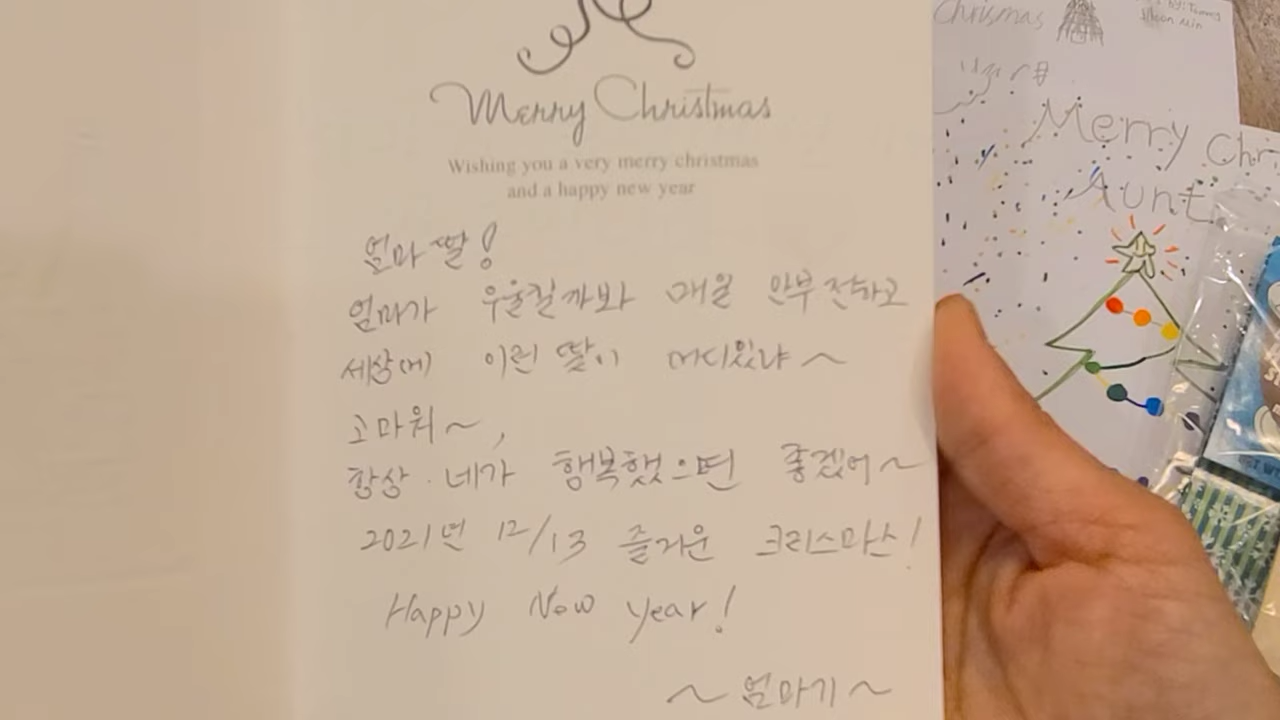 Merry Christmas
Wishing you a very merry christmas
and a happy new year
엄마 딸!
엄마가 우울할까봐 매일 안부 전하고
세상에 이런 딸이 어디있냐~
고마워~,
항상 네가 행복했으면 좋겠어~
2021년 12/13 즐거운 크리스마스!
Happy New year!
~엄마가~
Chrismas
Merry Chr
Aunt